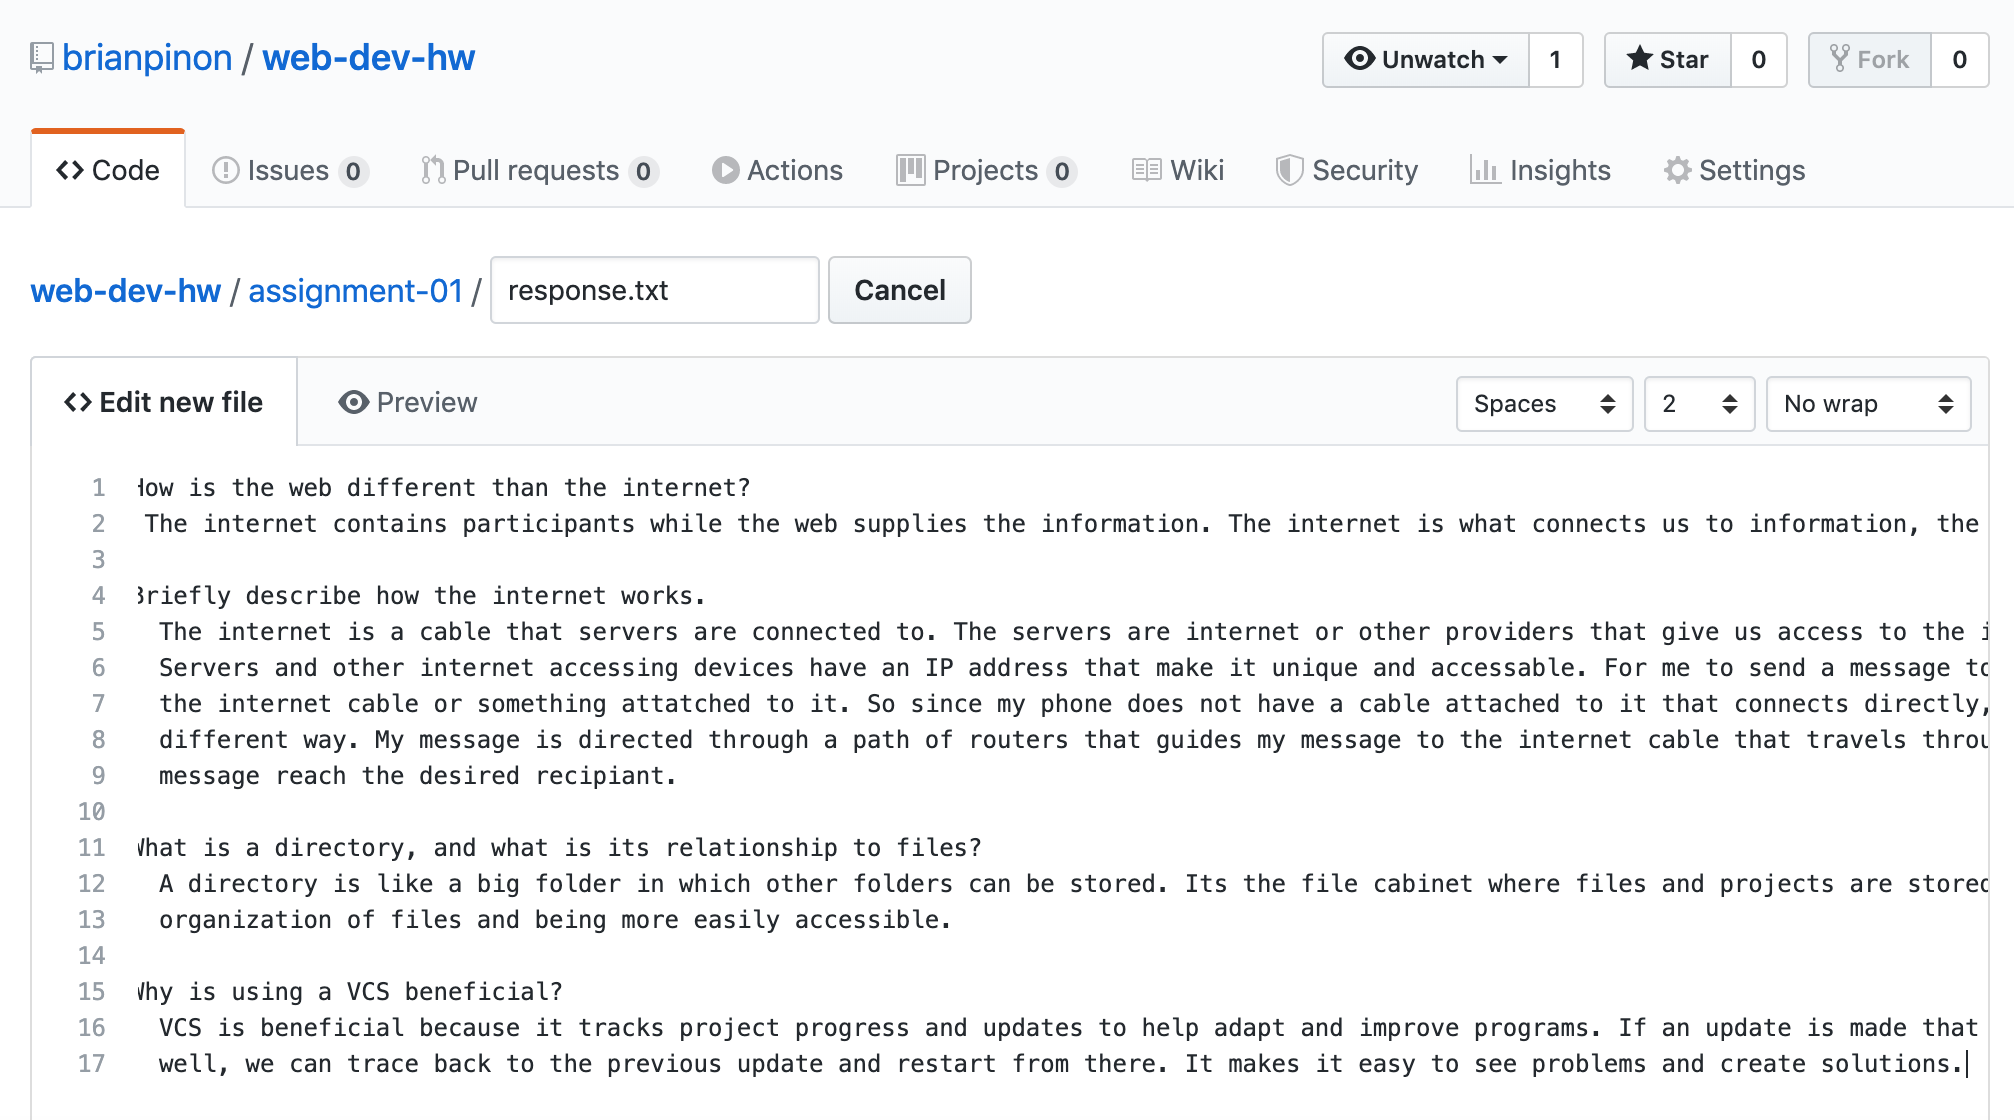 brianpinon / web-dev-hw
Unwatch 1 Star 0 Fork 0
Code Issues 0 Pull requests 0 Actions Projects 0 Wiki Security Insights Settings
web-dev-hw / assignment-01 / response.txt Cancel
Edit new file Preview Spaces 2 No wrap
1 How is the web different than the internet?
2 The internet contains participants while the web supplies the information. The internet is what connects us to information, the
3
4 Briefly describe how the internet works.
5 The internet is a cable that servers are connected to. The servers are internet or other providers that give us access to the
6 Servers and other internet accessing devices have an IP address that make it unique and accessable. For me to send a message to
7 the internet cable or something attatched to it. So since my phone does not have a cable attached to it that connects directly,
8 different way. My message is directed through a path of routers that guides my message to the internet cable that travels throu
9 message reach the desired recipiant.
10
11 What is a directory, and what is its relationship to files?
12 A directory is like a big folder in which other folders can be stored. Its the file cabinet where files and projects are stored
13 organization of files and being more easily accessible.
14
15 Why is using a VCS beneficial?
16 VCS is beneficial because it tracks project progress and updates to help adapt and improve programs. If an update is made that
17 well, we can trace back to the previous update and restart from there. It makes it easy to see problems and create solutions.